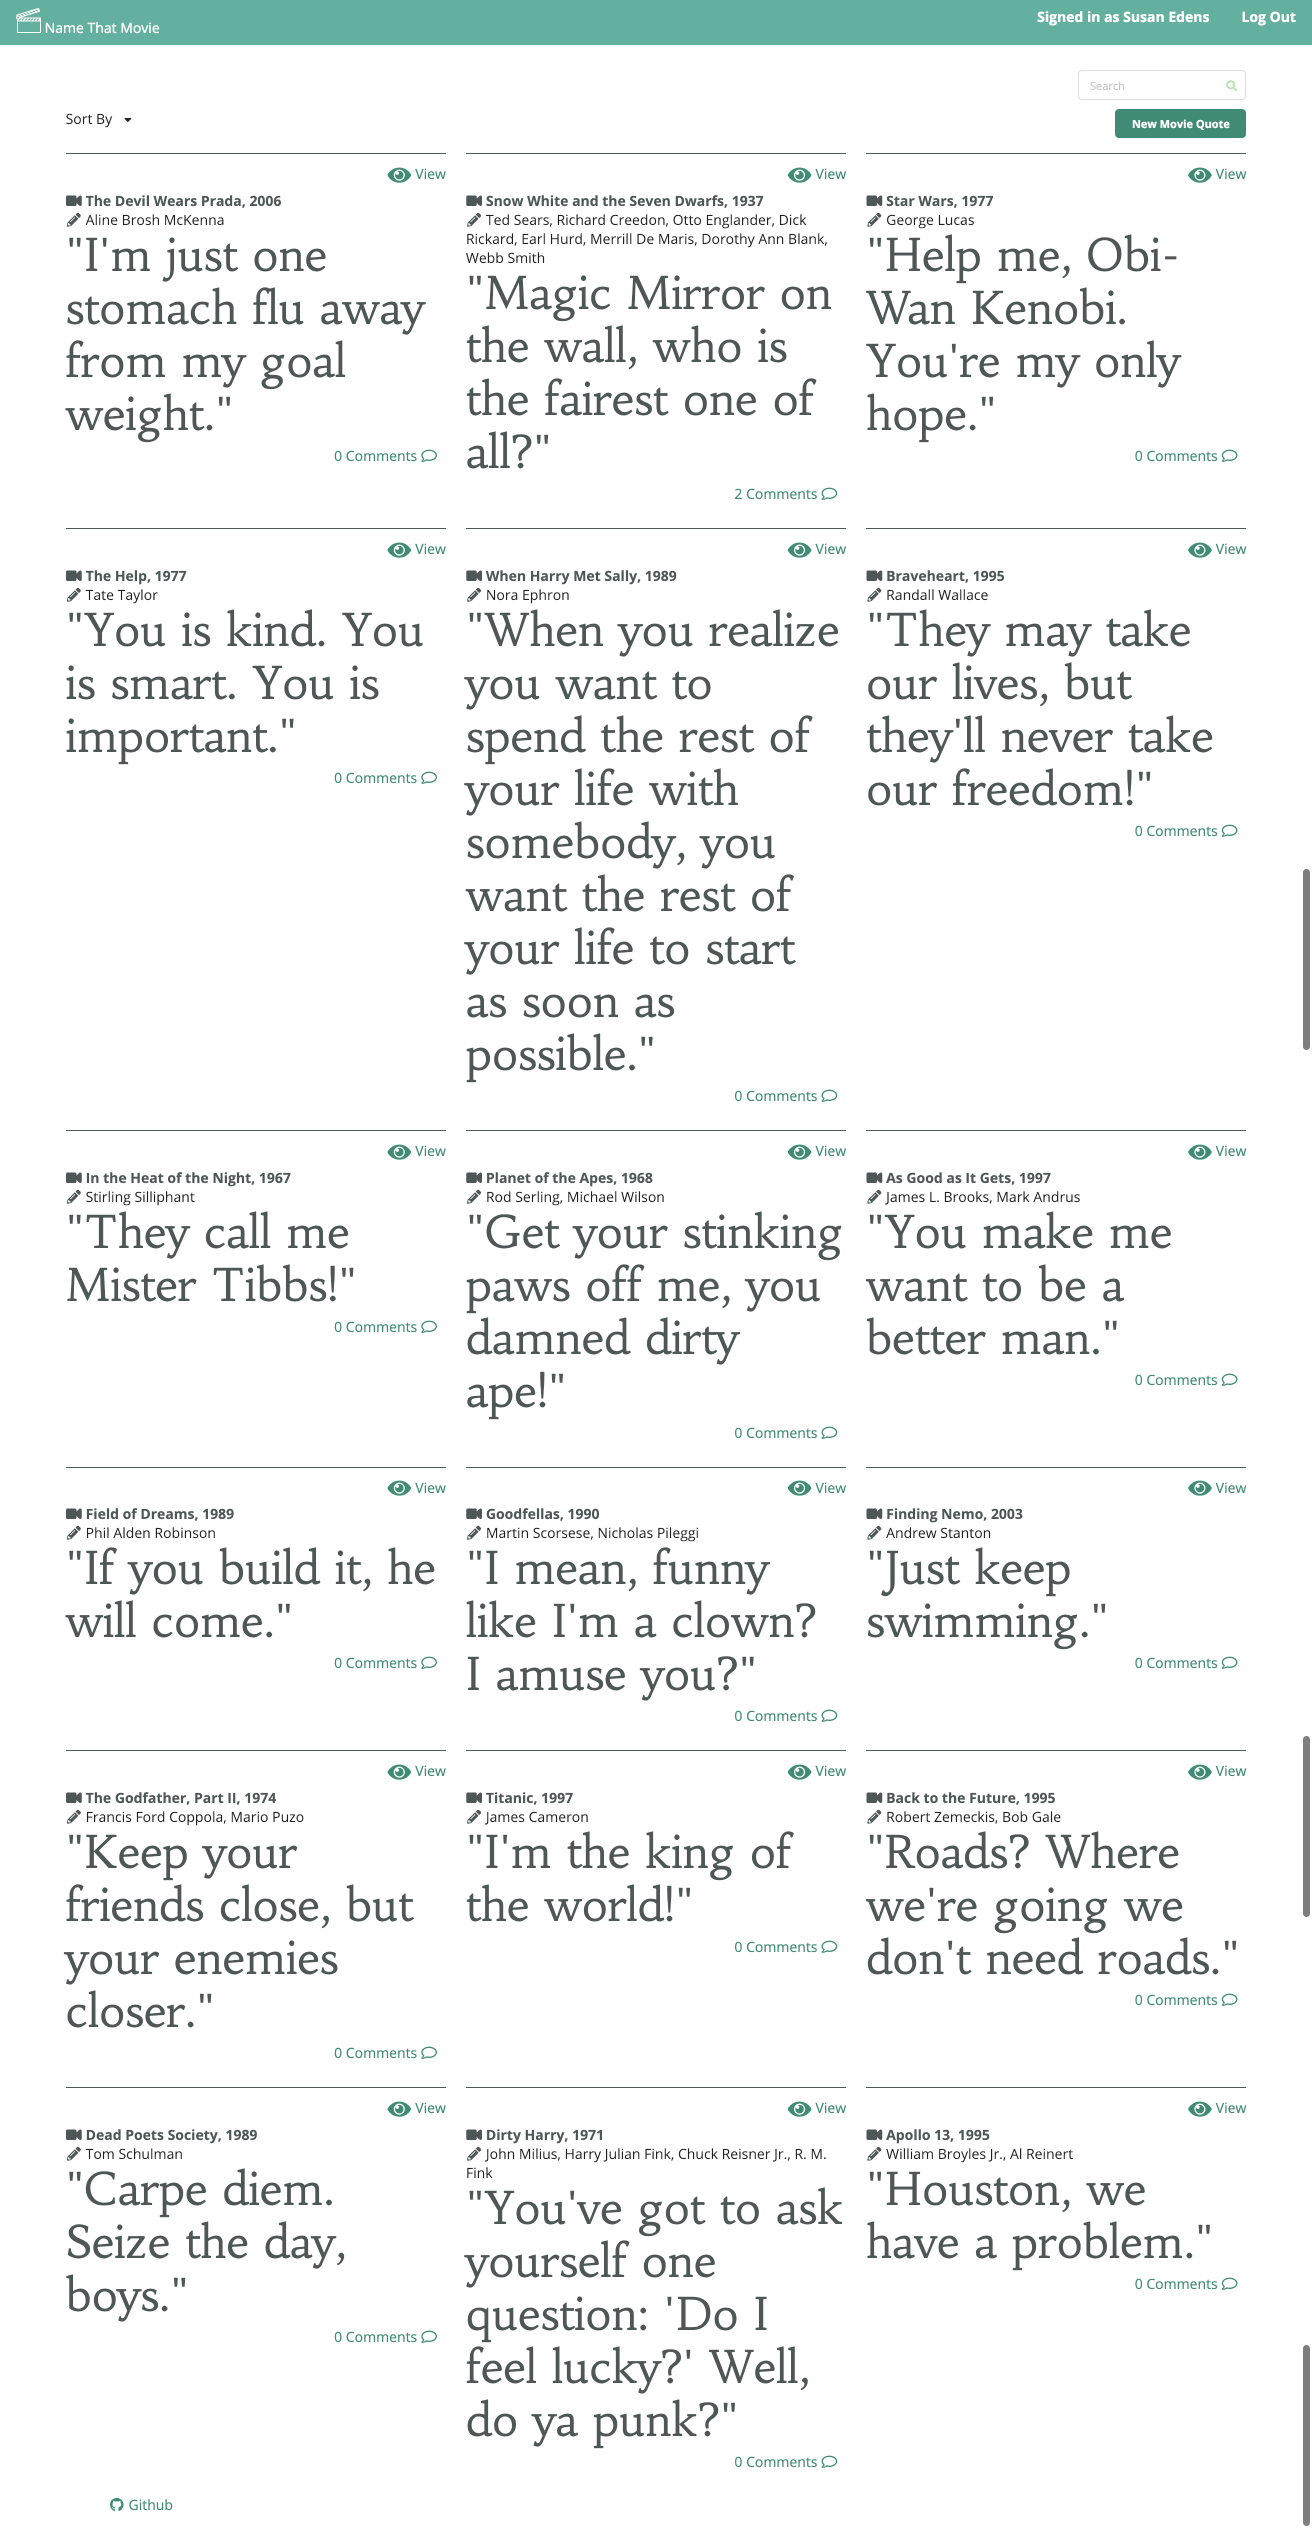 Name That Movie
Signed in as Susan Edens
Log Out
Search
Sort By
New Movie Quote
View
The Devil Wears Prada, 2006
Aline Brosh McKenna
"I'm just one
stomach flu away
from my goal
weight."
0 Comments
View
Snow White and the Seven Dwarfs, 1937
Ted Sears, Richard Creedon, Otto Englander, Dick
Rickard, Earl Hurd, Merrill De Maris, Dorothy Ann Blank,
Webb Smith
"Magic Mirror on
the wall, who is
the fairest one of
all?"
2 Comments
View
Star Wars, 1977
George Lucas
"Help me, Obi-
Wan Kenobi.
You're my only
hope."
0 Comments
View
The Help, 1977
Tate Taylor
"You is kind. You
is smart. You is
important."
0 Comments
View
When Harry Met Sally, 1989
Nora Ephron
"When you realize
you want to
spend the rest of
your life with
somebody, you
want the rest of
your life to start
as soon as
possible."
0 Comments
View
Braveheart, 1995
Randall Wallace
"They may take
our lives, but
they'll never take
our freedom!"
0 Comments
View
In the Heat of the Night, 1967
Stirling Silliphant
"They call me
Mister Tibbs!"
0 Comments
View
Planet of the Apes, 1968
Rod Serling, Michael Wilson
"Get your stinking
paws off me, you
damned dirty
ape!"
0 Comments
View
As Good as It Gets, 1997
James L. Brooks, Mark Andrus
"You make me
want to be a
better man."
0 Comments
View
Field of Dreams, 1989
Phil Alden Robinson
"If you build it, he
will come."
0 Comments
View
Goodfellas, 1990
Martin Scorsese, Nicholas Pileggi
"I mean, funny
like I'm a clown?
I amuse you?"
0 Comments
View
Finding Nemo, 2003
Andrew Stanton
"Just keep
swimming."
0 Comments
View
The Godfather, Part II, 1974
Francis Ford Coppola, Mario Puzo
"Keep your
friends close, but
your enemies
closer."
0 Comments
View
Titanic, 1997
James Cameron
"I'm the king of
the world!"
0 Comments
View
Back to the Future, 1995
Robert Zemeckis, Bob Gale
"Roads? Where
we're going we
don't need roads."
0 Comments
View
Dead Poets Society, 1989
Tom Schulman
"Carpe diem.
Seize the day,
boys."
0 Comments
View
Dirty Harry, 1971
John Milius, Harry Julian Fink, Chuck Reisner Jr., R. M.
Fink
"You've got to ask
yourself one
question: 'Do I
feel lucky?' Well,
do ya punk?"
0 Comments
View
Apollo 13, 1995
William Broyles Jr., Al Reinert
"Houston, we
have a problem."
0 Comments
Github